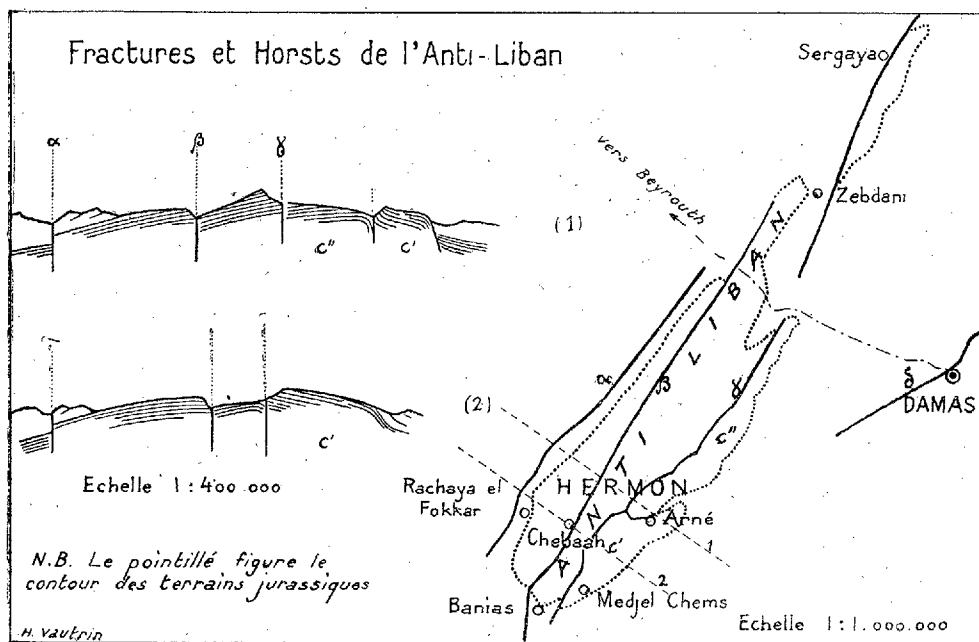 Fractures et Horsts de l'Anti-Liban
α
β
γ
(1)
C"
C'
(2)
C'
Echelle 1:400.000
N.B. Le pointillé figure le
contour des terrains jurassiques
H. Vautrin
Sergayao
Zebdani
vers Beyrouth
ANTI LIBAN
α
β
γ
δ
DAMAS
C"
HERMON
Rachaya el
Fokkar
Chebaah
C'
Arné
1
2
Medjel Chems
Banias
Echelle 1:1.000.000